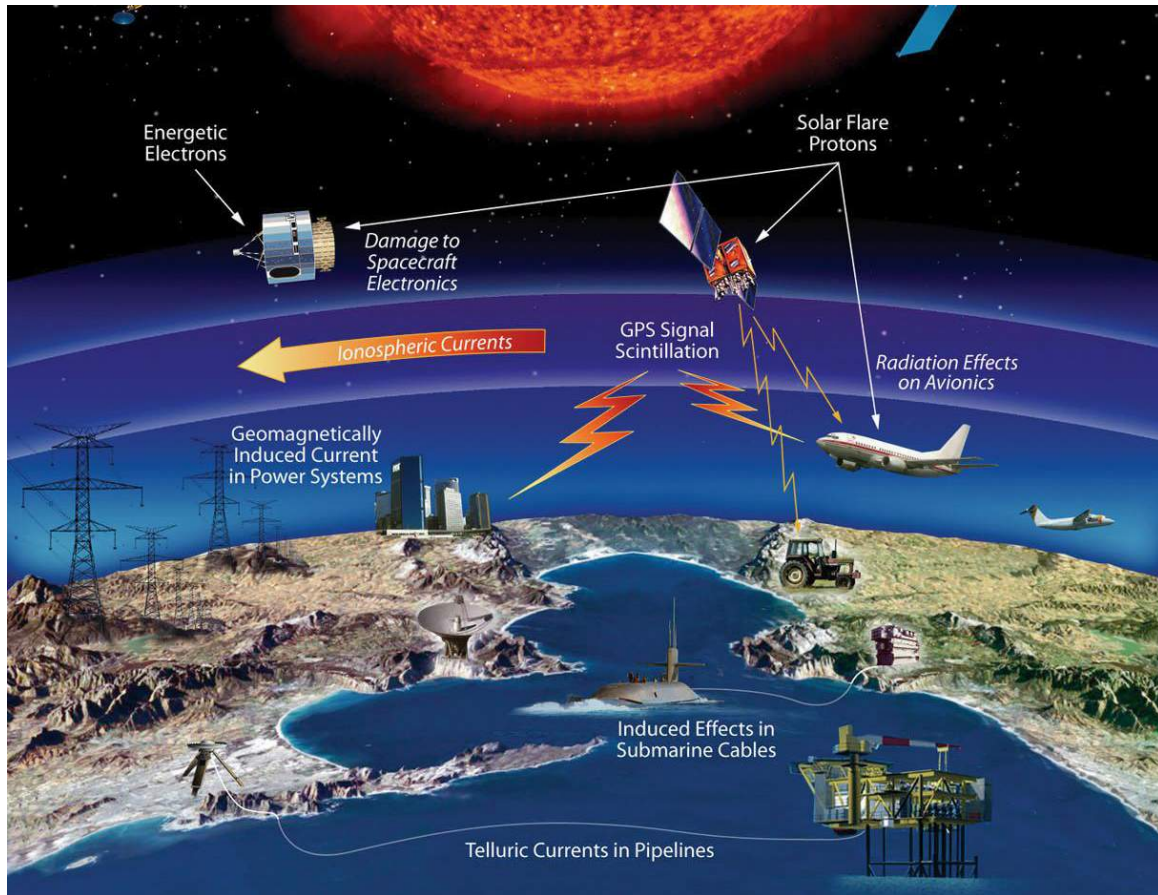 Energetic
Electrons
Solar Flare
Protons
Damage to
Spacecraft
Electronics
Ionospheric Currents
GPS Signal
Scintillation
Radiation Effects
on Avionics
Geomagnetically
Induced Current
in Power Systems
Induced Effects in
Submarine Cables
Telluric Currents in Pipelines